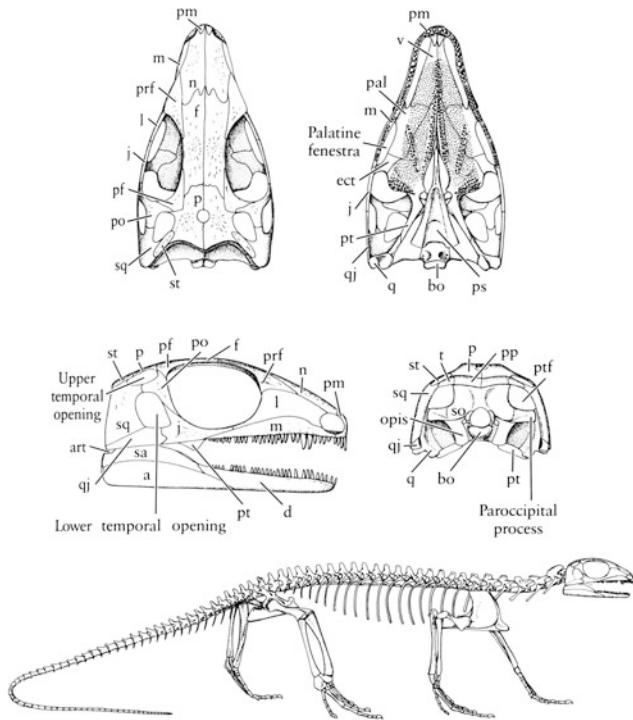 pm
m
prf
n
f
l
j
pf
p
po
sq
st
pm
v
pal
m
Palatine
fenestra
ect
j
pt
qj
q
bo
ps
st
p
pf
po
f
prf
n
pm
Upper
temporal
opening
l
m
sq
j
art
sa
qj
a
pt
d
Lower temporal opening
p
pp
t
st
ptf
sq
so
opis
qj
q
bo
pt
Paroccipital
process